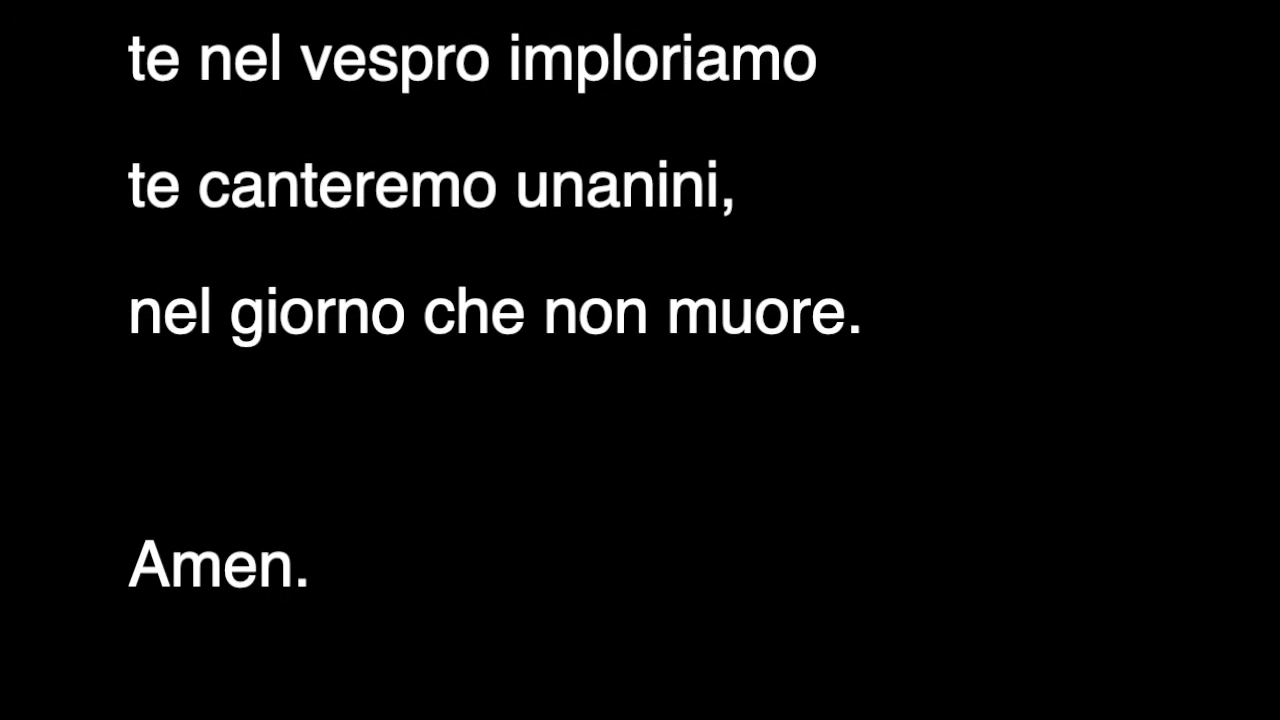 te nel vespro imploriamo
te canteremo unanini,
nel giorno che non muore.
Amen.